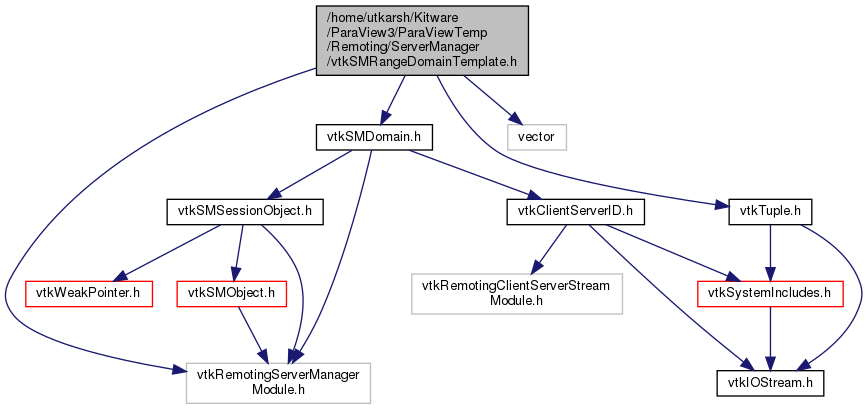 /home/utkarsh/Kitware
/ParaView3/ParaViewTemp
/Remoting/ServerManager
/vtkSMRangeDomainTemplate.h
vtkSMDomain.h
vector
vtkSMSessionObject.h
vtkClientServerID.h
vtkTuple.h
vtkWeakPointer.h
vtkSMObject.h
vtkRemotingClientServerStream
Module.h
vtkSystemIncludes.h
vtkRemotingServerManager
Module.h
vtkIOStream.h